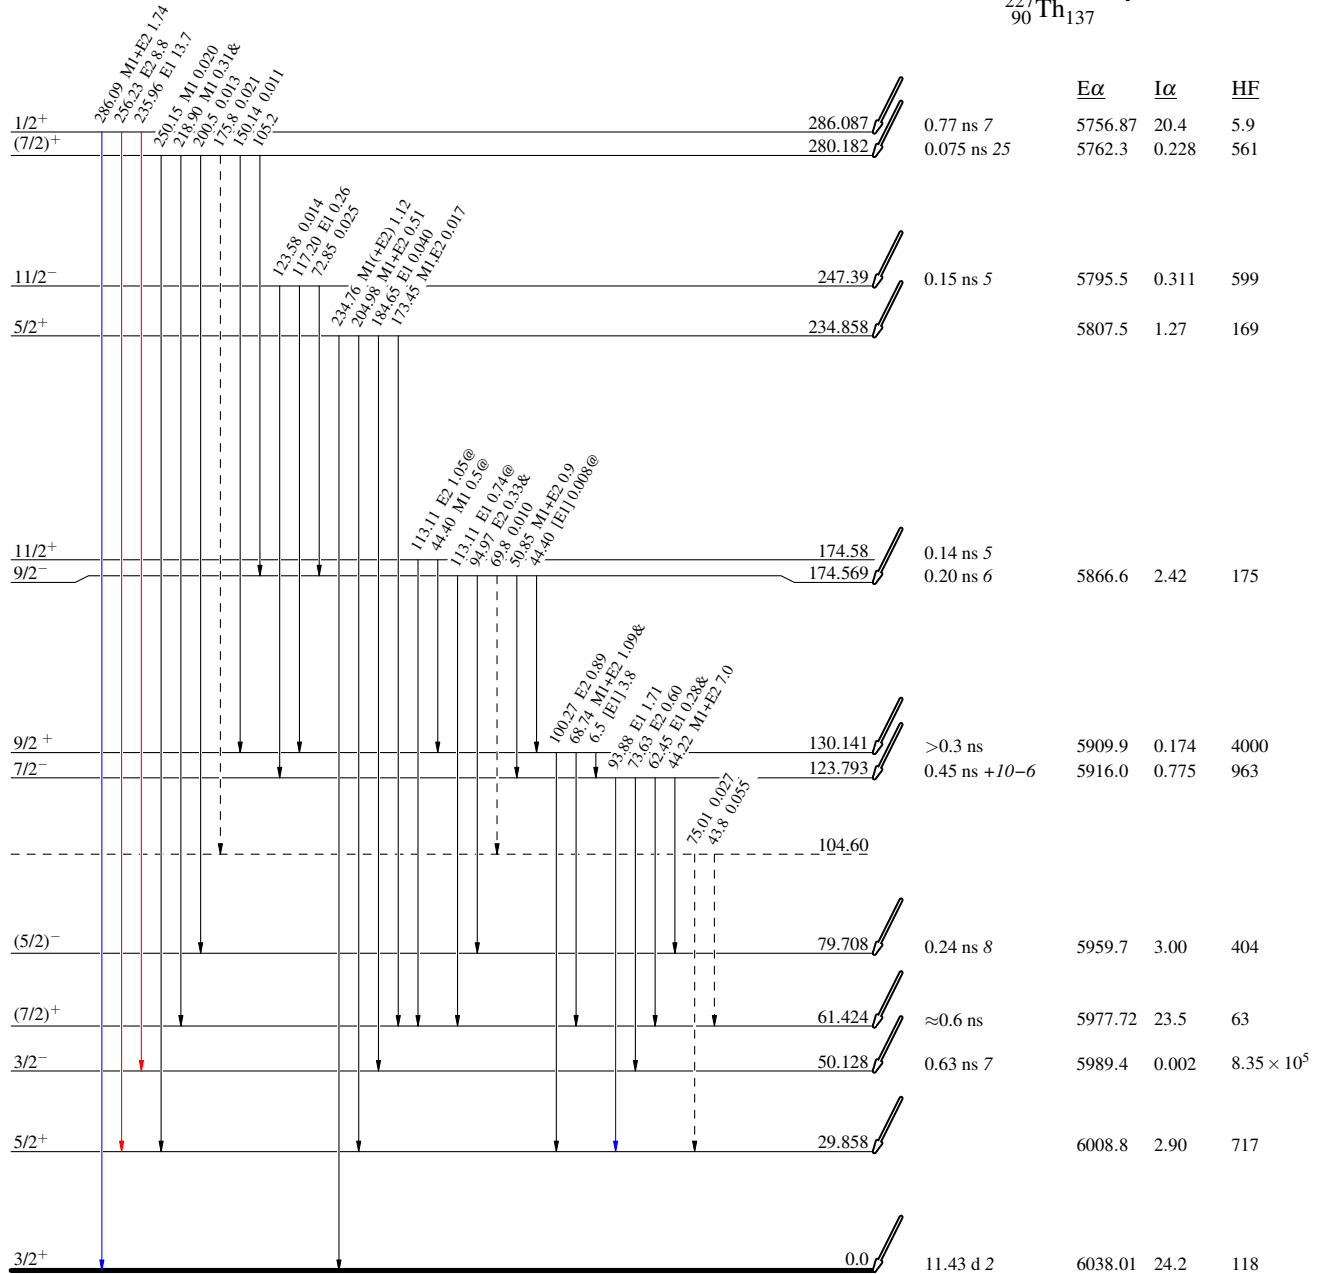 227
90 Th 137
Eα Iα HF
286.09 M1+E2 1.74
256.23 E2 8.8
235.96 E1 13.7
250.15 M1 0.020
218.90 M1 0.31&
200.5 0.013
175.8 0.021
150.14 0.011
105.2
1/2+ 286.087 0.77 ns 7 5756.87 20.4 5.9
(7/2)+ 280.182 0.075 ns 25 5762.3 0.228 561
123.58 0.014
117.20 E1 0.26
72.85 0.025
11/2− 247.39 0.15 ns 5 5795.5 0.311 599
234.76 M1(+E2) 1.12
204.98 M1+E2 0.51
184.65 E1 0.040
173.45 M1,E2 0.017
5/2+ 234.858 5807.5 1.27 169
113.11 E2 1.05@
44.40 M1 0.5@
113.11 E1 0.74@
94.97 E2 0.33&
69.8 0.010
50.85 M1+E2 0.9
44.40 [E1] 0.008@
11/2+ 174.58 0.14 ns 5
9/2− 174.569 0.20 ns 6 5866.6 2.42 175
100.27 E2 0.89
68.74 M1+E2 1.09&
6.5 [E1] 3.8
93.88 E1 1.71
73.63 E2 0.60
62.45 E1 0.28&
44.22 M1+E2 7.0
9/2+ 130.141 >0.3 ns 5909.9 0.174 4000
7/2− 123.793 0.45 ns +10−6 5916.0 0.775 963
75.01 0.027
43.8 0.055
104.60
(5/2)− 79.708 0.24 ns 8 5959.7 3.00 404
(7/2)+ 61.424 ≈0.6 ns 5977.72 23.5 63
3/2− 50.128 0.63 ns 7 5989.4 0.002 8.35 × 10⁵
5/2+ 29.858 6008.8 2.90 717
3/2+ 0.0 11.43 d 2 6038.01 24.2 118